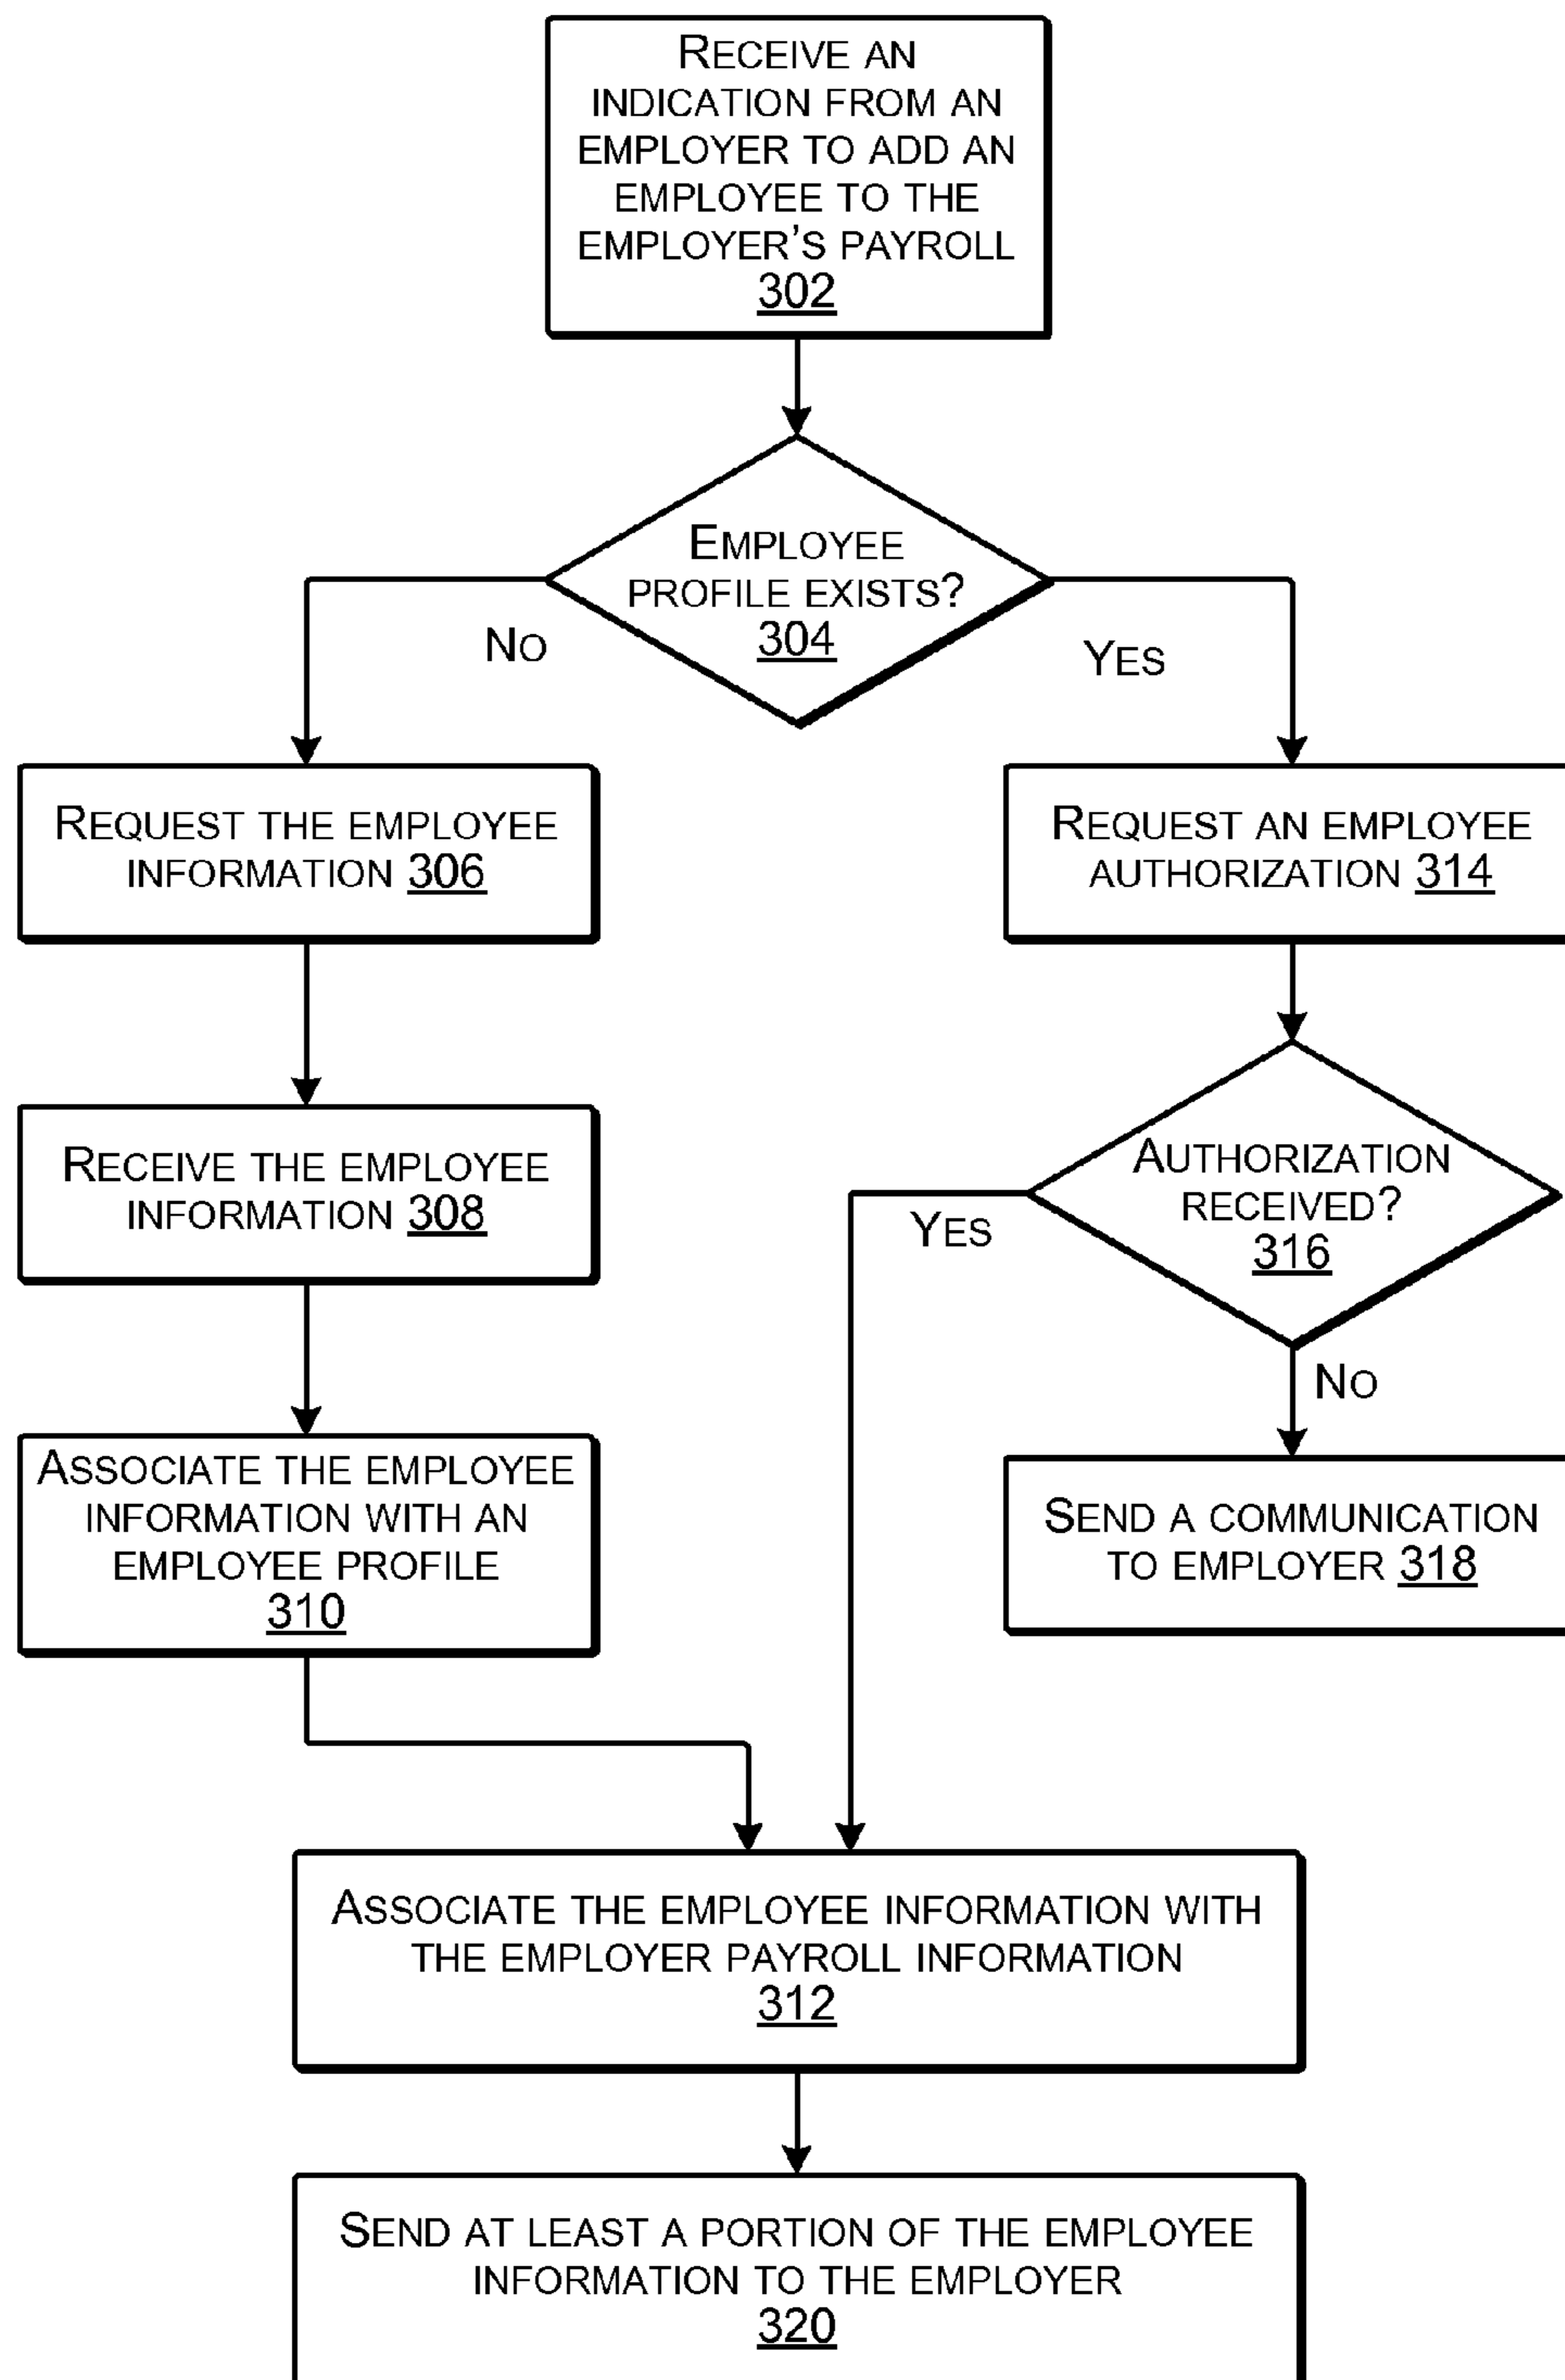 RECEIVE AN
INDICATION FROM AN
EMPLOYER TO ADD AN
EMPLOYEE TO THE
EMPLOYER'S PAYROLL
302
EMPLOYEE
PROFILE EXISTS?
304
NO
YES
REQUEST THE EMPLOYEE
INFORMATION 306
REQUEST AN EMPLOYEE
AUTHORIZATION 314
RECEIVE THE EMPLOYEE
INFORMATION 308
AUTHORIZATION
RECEIVED?
316
YES
NO
ASSOCIATE THE EMPLOYEE
INFORMATION WITH AN
EMPLOYEE PROFILE
310
SEND A COMMUNICATION
TO EMPLOYER 318
ASSOCIATE THE EMPLOYEE INFORMATION WITH
THE EMPLOYER PAYROLL INFORMATION
312
SEND AT LEAST A PORTION OF THE EMPLOYEE
INFORMATION TO THE EMPLOYER
320